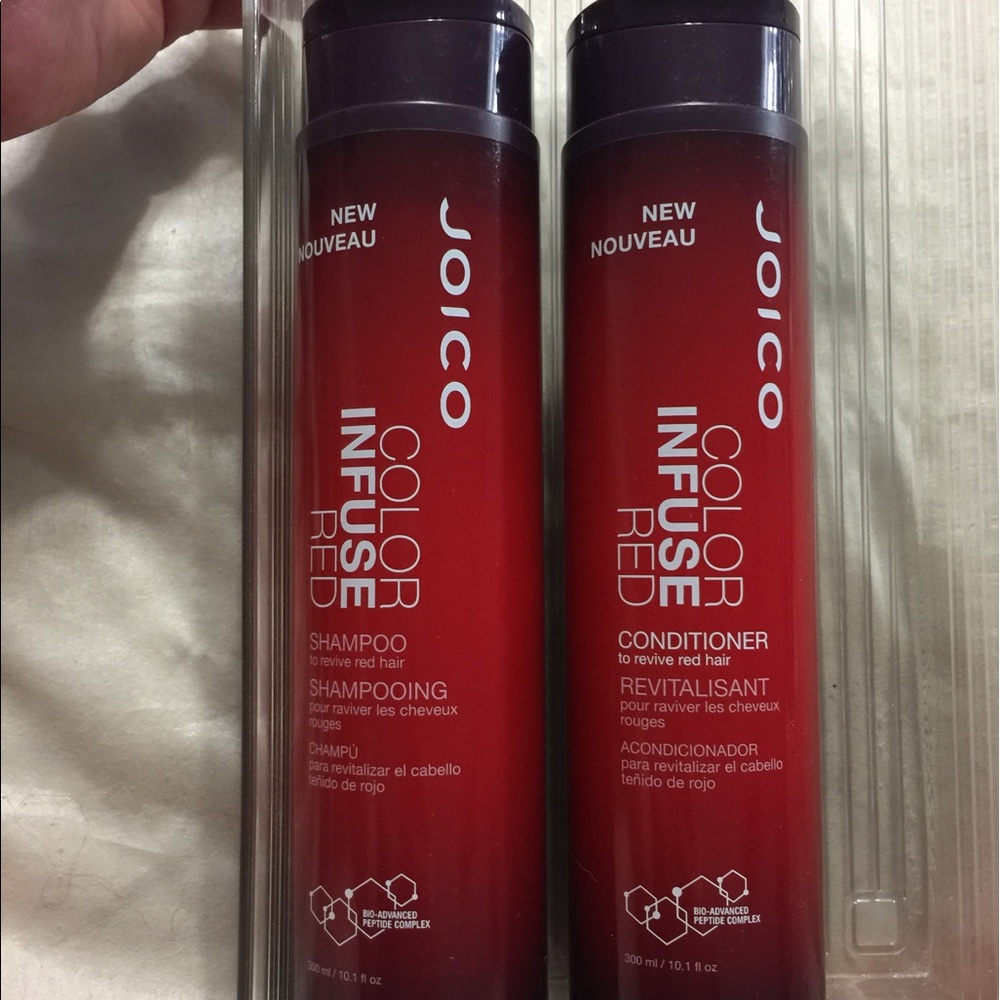 NEW
NOUVEAU
JOICO
COLOR
INFUSE
RED
SHAMPOO
to revive red hair
SHAMPOOING
pour raviver les cheveux
rouges
CHAMPÚ
para revitalizar el cabello
teñido de rojo
BIO-ADVANCED
PEPTIDE COMPLEX
300 ml / 10.1 fl oz
NEW
NOUVEAU
JOICO
COLOR
INFUSE
RED
CONDITIONER
to revive red hair
REVITALISANT
pour raviver les cheveux
rouges
ACONDICIONADOR
para revitalizar el cabello
teñido de rojo
BIO-ADVANCED
PEPTIDE COMPLEX
300 ml / 10.1 fl oz